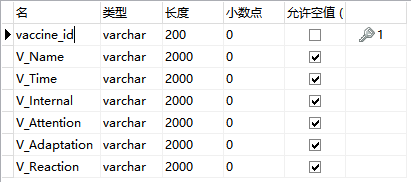 名 类型 长度 小数点 允许空值 (
vaccine_id varchar 200 0 1
V_Name varchar 2000 0
V_Time varchar 2000 0
V_Internal varchar 2000 0
V_Attention varchar 2000 0
V_Adaptation varchar 2000 0
V_Reaction varchar 2000 0